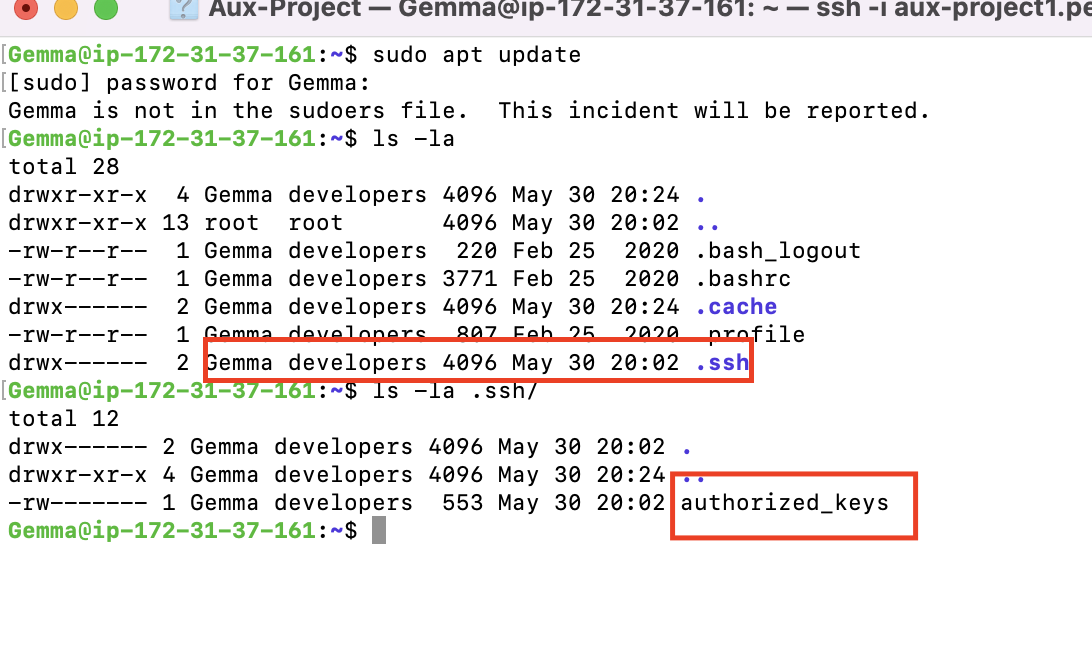 Aux-Project — Gemma@ip-172-31-37-161: ~ — ssh -i aux-project1.pe
[Gemma@ip-172-31-37-161:~$ sudo apt update
[[sudo] password for Gemma:
Gemma is not in the sudoers file.  This incident will be reported.
[Gemma@ip-172-31-37-161:~$ ls -la
total 28
drwxr-xr-x  4 Gemma developers 4096 May 30 20:24 .
drwxr-xr-x 13 root  root       4096 May 30 20:02 ..
-rw-r--r--  1 Gemma developers  220 Feb 25  2020 .bash_logout
-rw-r--r--  1 Gemma developers 3771 Feb 25  2020 .bashrc
drwx------  2 Gemma developers 4096 May 30 20:24 .cache
-rw-r--r--  1 Gemma developers  807 Feb 25  2020 .profile
drwx------  2 Gemma developers 4096 May 30 20:02 .ssh
[Gemma@ip-172-31-37-161:~$ ls -la .ssh/
total 12
drwx------ 2 Gemma developers 4096 May 30 20:02 .
drwxr-xr-x 4 Gemma developers 4096 May 30 20:24 ..
-rw------- 1 Gemma developers  553 May 30 20:02 authorized_keys
Gemma@ip-172-31-37-161:~$